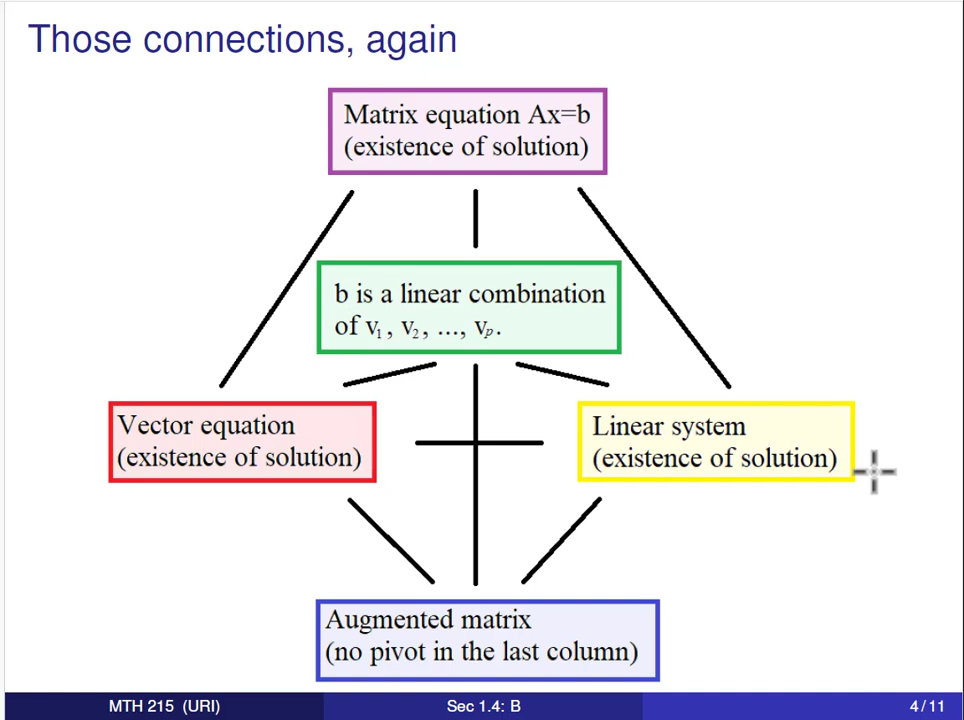 Those connections, again
Matrix equation Ax=b
(existence of solution)
b is a linear combination
of v₁ , v₂ , ..., vₚ.
Vector equation
(existence of solution)
Linear system
(existence of solution)
Augmented matrix
(no pivot in the last column)
MTH 215 (URI)
Sec 1.4: B
4/11